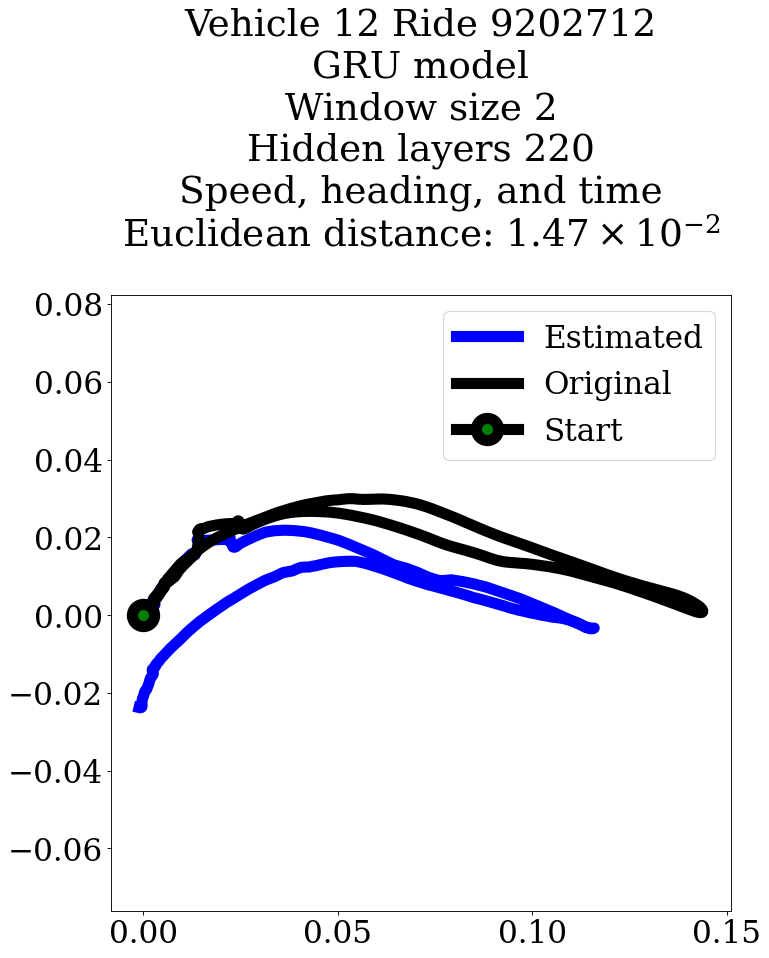 Vehicle 12 Ride 9202712
GRU model
Window size 2
Hidden layers 220
Speed, heading, and time
Euclidean distance: 1.47 × 10⁻²
Estimated
Original
Start
0.08
0.06
0.04
0.02
0.00
−0.02
−0.04
−0.06
0.00 0.05 0.10 0.15